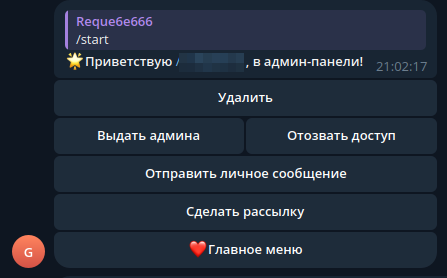 Reque6e666
/start
🌟Приветствую / , в админ-панели!
21:02:17
Удалить
Выдать админа
Отозвать доступ
Отправить личное сообщение
Сделать рассылку
❤️Главное меню
G